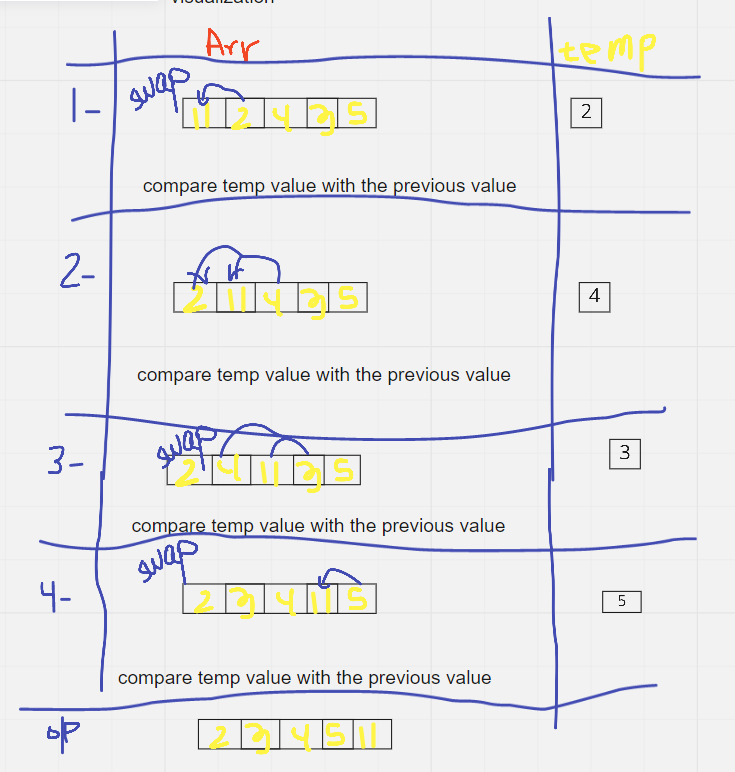 visualization
Arr temp
1- swap
11 2 4 3 5 2
compare temp value with the previous value
2-
2 11 4 3 5 4
compare temp value with the previous value
3- swap 3
2 4 11 3 5
compare temp value with the previous value
swap
4- 2 3 4 11 5 5
compare temp value with the previous value
o/p 2 3 4 5 11